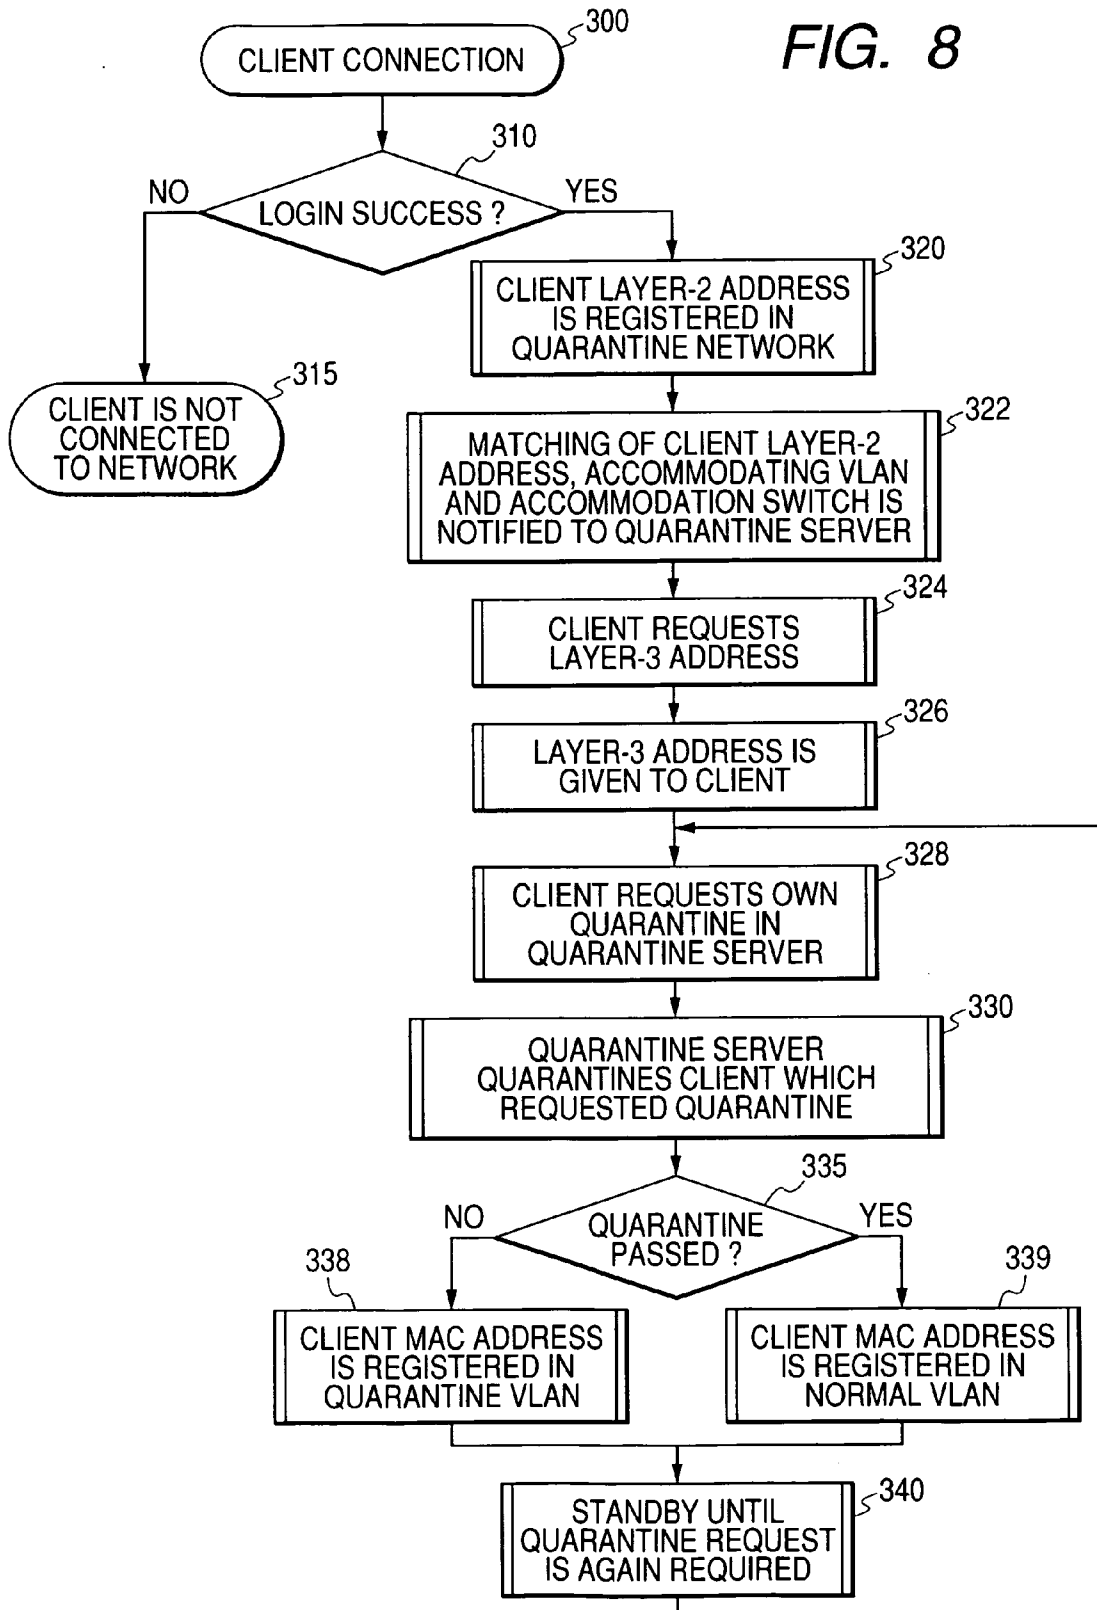 300
CLIENT CONNECTION
FIG. 8
310
NO
YES
LOGIN SUCCESS ?
320
CLIENT LAYER-2 ADDRESS
IS REGISTERED IN
QUARANTINE NETWORK
315
CLIENT IS NOT
CONNECTED
TO NETWORK
322
MATCHING OF CLIENT LAYER-2
ADDRESS, ACCOMMODATING VLAN
AND ACCOMMODATION SWITCH IS
NOTIFIED TO QUARANTINE SERVER
324
CLIENT REQUESTS
LAYER-3 ADDRESS
326
LAYER-3 ADDRESS IS
GIVEN TO CLIENT
328
CLIENT REQUESTS OWN
QUARANTINE IN
QUARANTINE SERVER
330
QUARANTINE SERVER
QUARANTINES CLIENT WHICH
REQUESTED QUARANTINE
335
NO
YES
QUARANTINE
PASSED ?
338
CLIENT MAC ADDRESS
IS REGISTERED IN
QUARANTINE VLAN
339
CLIENT MAC ADDRESS
IS REGISTERED IN
NORMAL VLAN
340
STANDBY UNTIL
QUARANTINE REQUEST
IS AGAIN REQUIRED